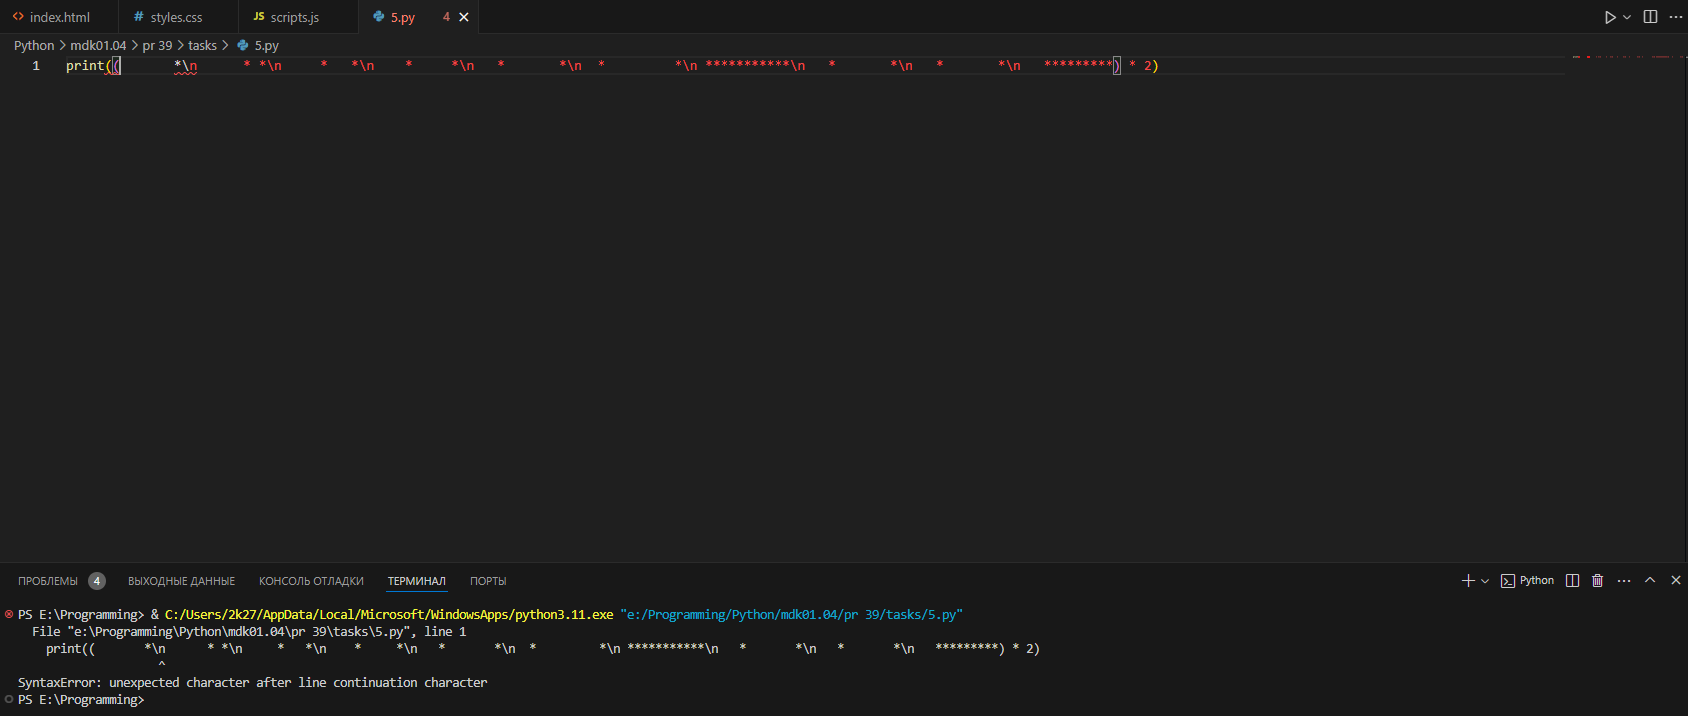 index.html styles.css JS scripts.js 5.py 4
Python > mdk01.04 > pr 39 > tasks > 5.py
1 print((       *\n      * *\n     *   *\n    *     *\n   *       *\n  *         *\n ***********\n   *       *\n   *       *\n   *********) * 2)
ПРОБЛЕМЫ 4 ВЫХОДНЫЕ ДАННЫЕ КОНСОЛЬ ОТЛАДКИ ТЕРМИНАЛ ПОРТЫ Python
PS E:\Programming> & C:/Users/2k27/AppData/Local/Microsoft/WindowsApps/python3.11.exe "e:/Programming/Python/mdk01.04/pr 39/tasks/5.py"
  File "e:\Programming\Python\mdk01.04\pr 39\tasks\5.py", line 1
    print((       *\n      * *\n     *   *\n    *     *\n   *       *\n  *         *\n ***********\n   *       *\n   *       *\n   *********) * 2)
                    ^
SyntaxError: unexpected character after line continuation character
PS E:\Programming>